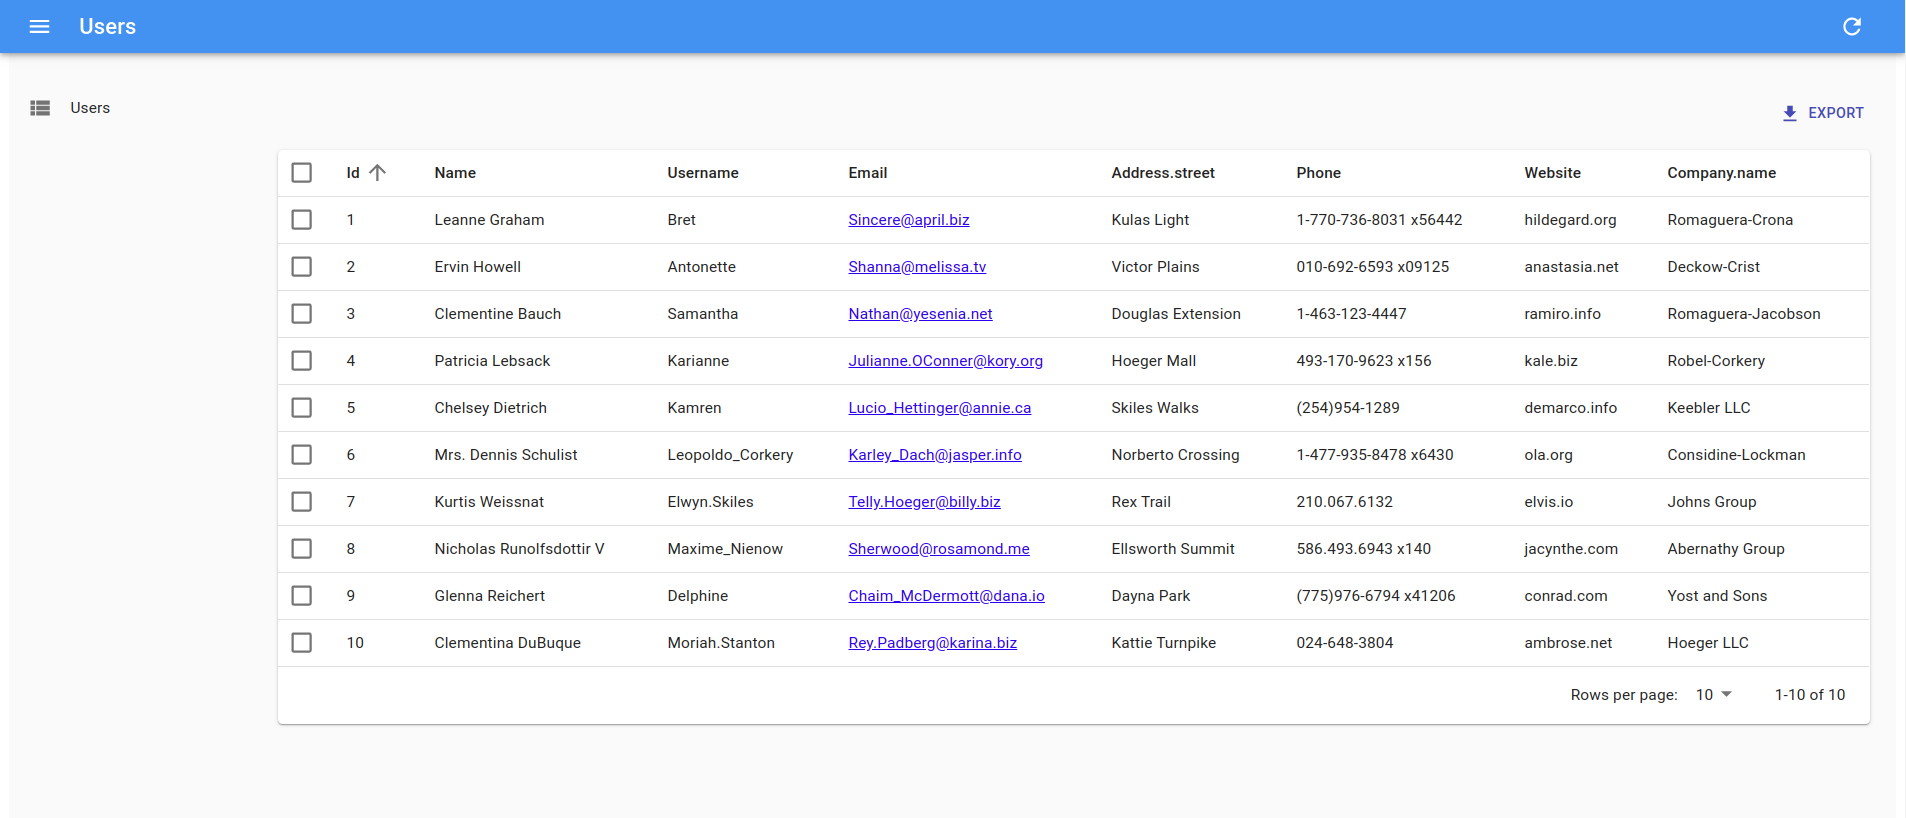 Users
Users
EXPORT
Id Name Username Email Address.street Phone Website Company.name
1 Leanne Graham Bret Sincere@april.biz Kulas Light 1-770-736-8031 x56442 hildegard.org Romaguera-Crona
2 Ervin Howell Antonette Shanna@melissa.tv Victor Plains 010-692-6593 x09125 anastasia.net Deckow-Crist
3 Clementine Bauch Samantha Nathan@yesenia.net Douglas Extension 1-463-123-4447 ramiro.info Romaguera-Jacobson
4 Patricia Lebsack Karianne Julianne.OConner@kory.org Hoeger Mall 493-170-9623 x156 kale.biz Robel-Corkery
5 Chelsey Dietrich Kamren Lucio_Hettinger@annie.ca Skiles Walks (254)954-1289 demarco.info Keebler LLC
6 Mrs. Dennis Schulist Leopoldo_Corkery Karley_Dach@jasper.info Norberto Crossing 1-477-935-8478 x6430 ola.org Considine-Lockman
7 Kurtis Weissnat Elwyn.Skiles Telly.Hoeger@billy.biz Rex Trail 210.067.6132 elvis.io Johns Group
8 Nicholas Runolfsdottir V Maxime_Nienow Sherwood@rosamond.me Ellsworth Summit 586.493.6943 x140 jacynthe.com Abernathy Group
9 Glenna Reichert Delphine Chaim_McDermott@dana.io Dayna Park (775)976-6794 x41206 conrad.com Yost and Sons
10 Clementina DuBuque Moriah.Stanton Rey.Padberg@karina.biz Kattie Turnpike 024-648-3804 ambrose.net Hoeger LLC
Rows per page: 10 1-10 of 10